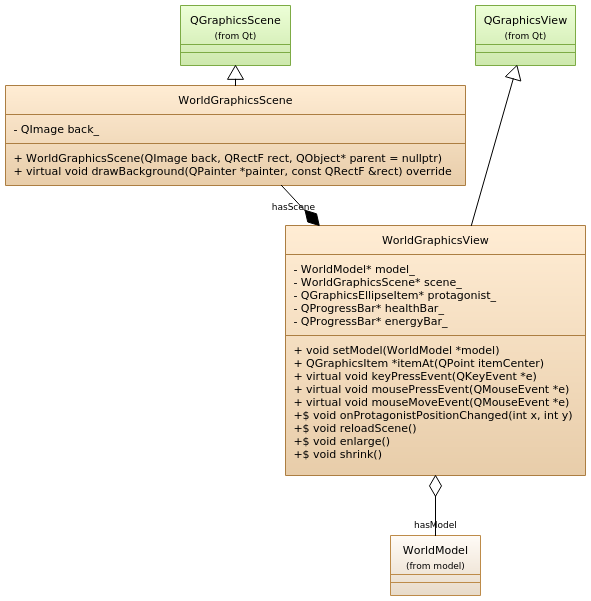 QGraphicsScene
(from Qt)
QGraphicsView
(from Qt)
WorldGraphicsScene
- QImage back_
+ WorldGraphicsScene(QImage back, QRectF rect, QObject* parent = nullptr)
+ virtual void drawBackground(QPainter *painter, const QRectF &rect) override
hasScene
WorldGraphicsView
- WorldModel* model_
- WorldGraphicsScene* scene_
- QGraphicsEllipseItem* protagonist_
- QProgressBar* healthBar_
- QProgressBar* energyBar_
+ void setModel(WorldModel *model)
+ QGraphicsItem *itemAt(QPoint itemCenter)
+ virtual void keyPressEvent(QKeyEvent *e)
+ virtual void mousePressEvent(QMouseEvent *e)
+ virtual void mouseMoveEvent(QMouseEvent *e)
+$ void onProtagonistPositionChanged(int x, int y)
+$ void reloadScene()
+$ void enlarge()
+$ void shrink()
hasModel
WorldModel
(from model)